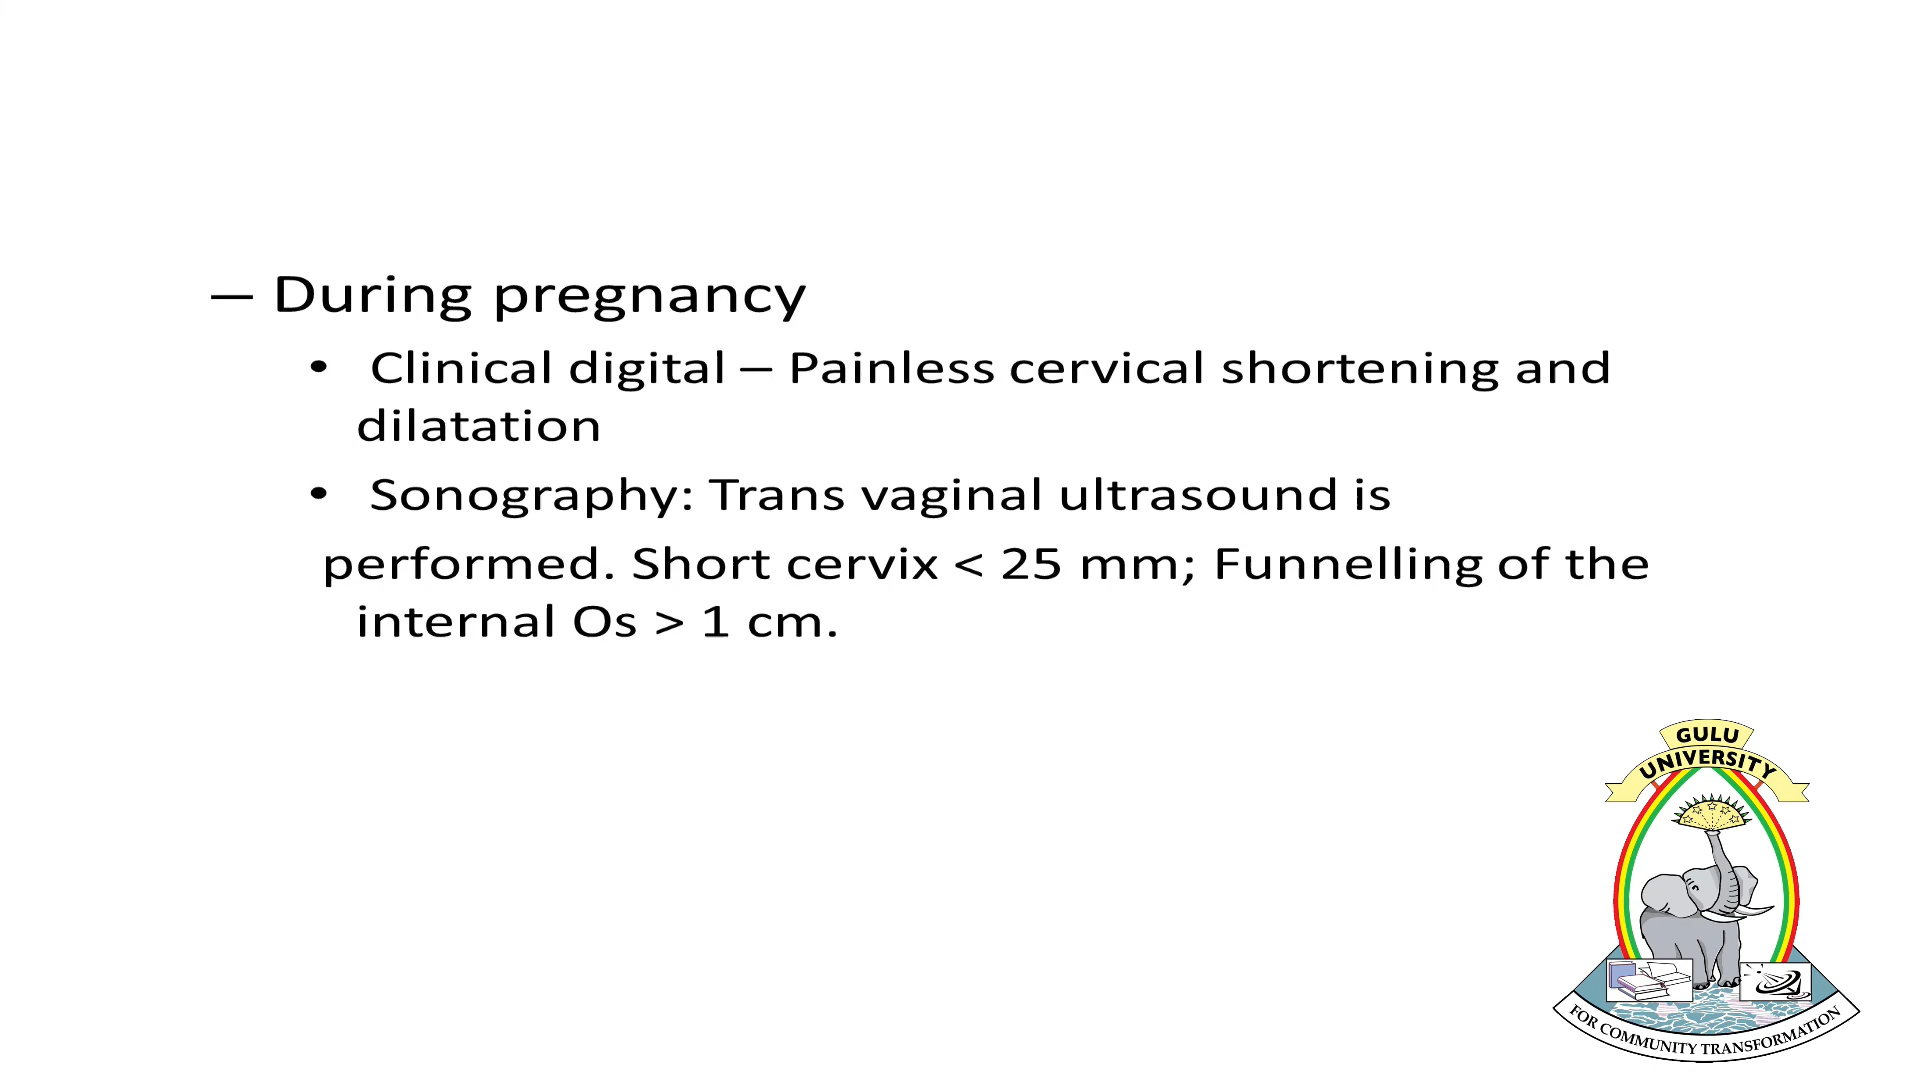 – During pregnancy
• Clinical digital – Painless cervical shortening and
dilatation
• Sonography: Trans vaginal ultrasound is
performed. Short cervix < 25 mm; Funnelling of the
internal Os > 1 cm.
GULU
UNIVERSITY
FOR COMMUNITY TRANSFORMATION